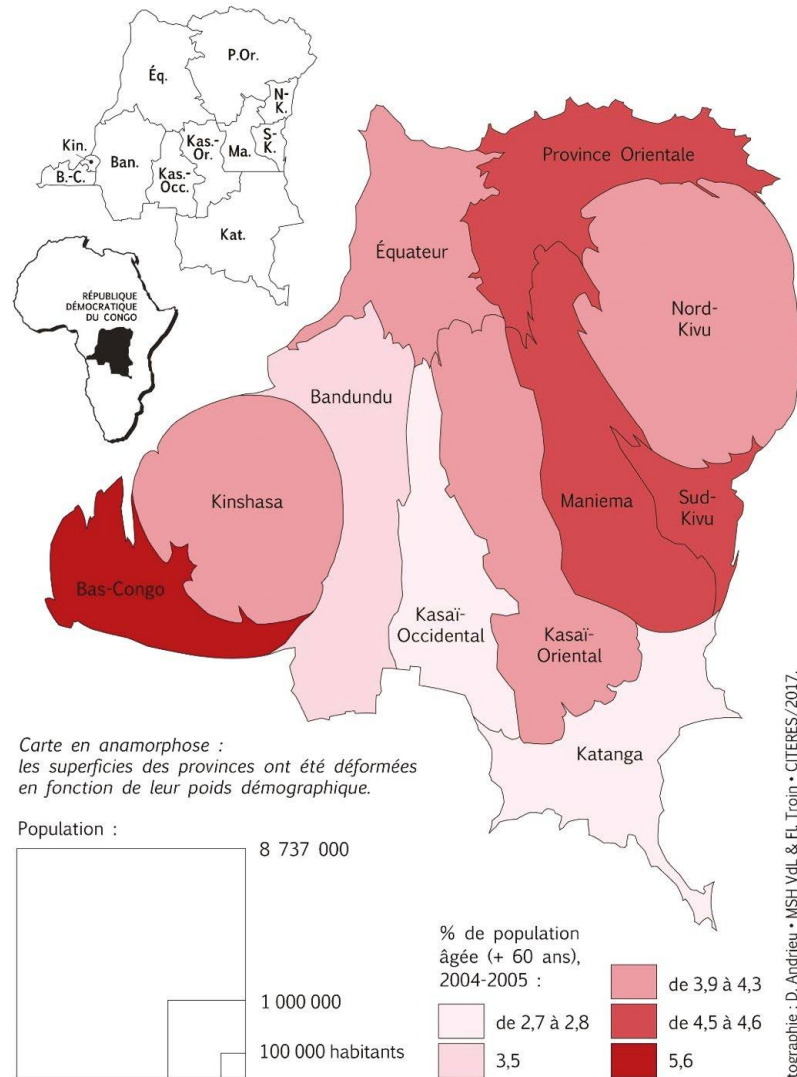 P.Or.
Éq.
N-
K.
Kin.
Kas.-
Or.
S-
K.
Ban.
Ma.
B.-C.
Kas.-
Occ.
Kat.
RÉPUBLIQUE
DÉMOCRATIQUE
DU CONGO
Province Orientale
Équateur
Nord-
Kivu
Bandundu
Kinshasa
Maniema
Sud-
Kivu
Bas-Congo
Kasaï-
Occidental
Kasaï-
Oriental
Katanga
Carte en anamorphose :
les superficies des provinces ont été déformées
en fonction de leur poids démographique.
Population :
8 737 000
1 000 000
100 000 habitants
% de population
âgée (+ 60 ans),
2004-2005 :
de 2,7 à 2,8
3,5
de 3,9 à 4,3
de 4,5 à 4,6
5,6
D. Andrieu • MSH VdL & Fl. Troin • CITERES/2017.